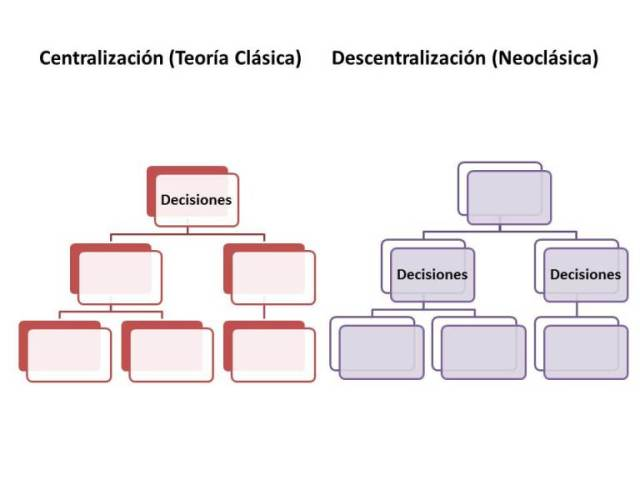 Centralización (Teoría Clásica)
Descentralización (Neoclásica)
Decisiones
Decisiones
Decisiones